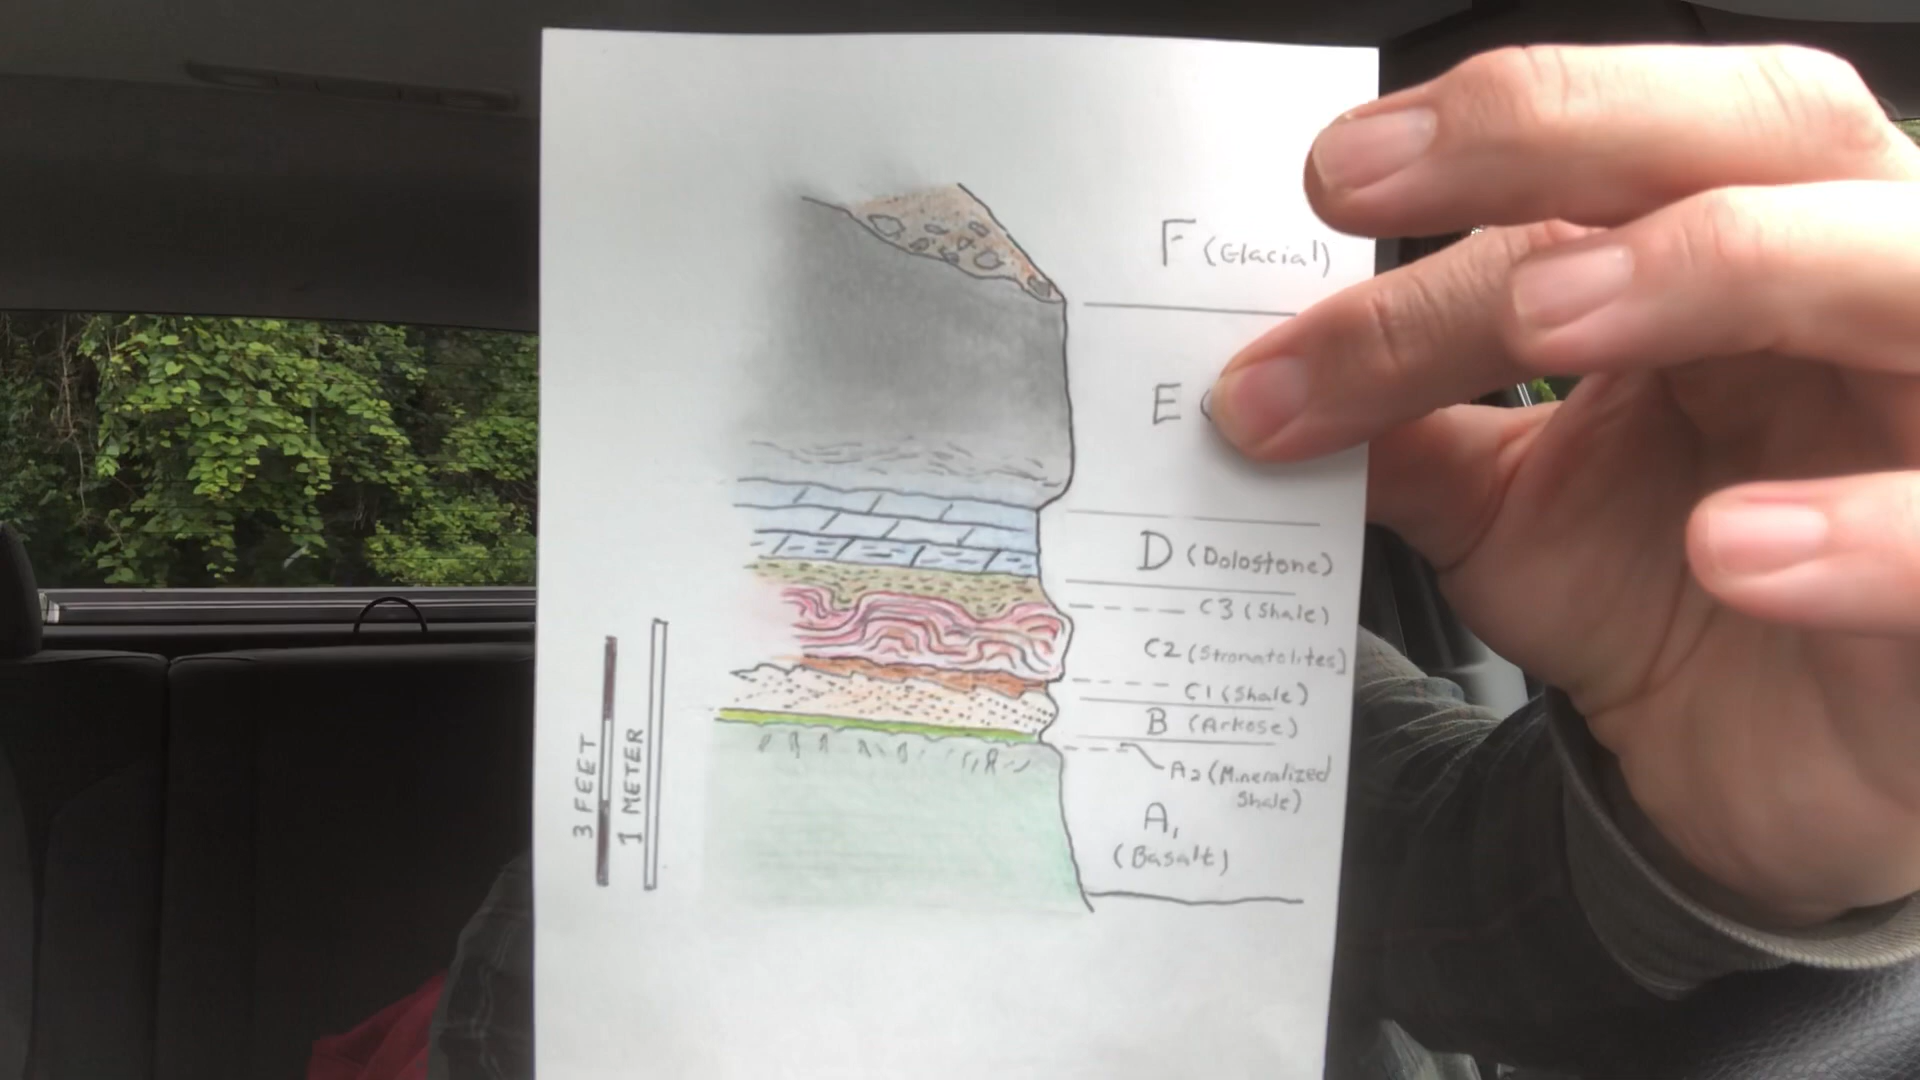 F (Glacial)
E (
D (Dolostone)
C3 (Shale)
C2 (Stromatolites)
C1 (Shale)
B (Arkose)
A2 (Mineralized
Shale)
A1
(Basalt)
3 FEET
1 METER